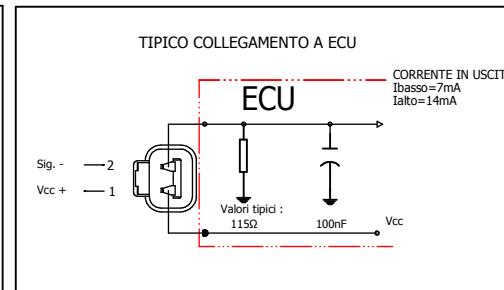 TIPICO COLLEGAMENTO A ECU
CORRENTE IN USCIT
Ibasso=7mA
Ialto=14mA
ECU
Sig. - 2
Vcc + 1
Valori tipici :
115Ω 100nF
Vcc